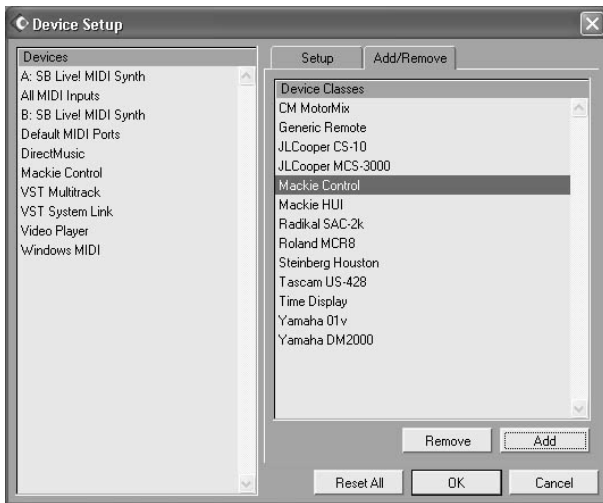 Device Setup
Devices
A: SB Live! MIDI Synth
All MIDI Inputs
B: SB Live! MIDI Synth
Default MIDI Ports
DirectMusic
Mackie Control
VST Multitrack
VST System Link
Video Player
Windows MIDI
Setup
Add/Remove
Device Classes
CM MotorMix
Generic Remote
JLCooper CS-10
JLCooper MCS-3000
Mackie Control
Mackie HUI
Radikal SAC-2k
Roland MCR8
Steinberg Houston
Tascam US-428
Time Display
Yamaha 01v
Yamaha DM2000
Remove
Add
Reset All
OK
Cancel